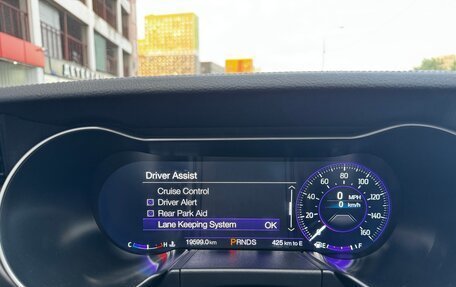 Driver Assist
Cruise Control
Driver Alert
Rear Park Aid
Lane Keeping System OK
19599.0km PRNDS 425 km to E
C H
20 40 60 80 100 120 140 160
0 MPH
0 km/h
E F